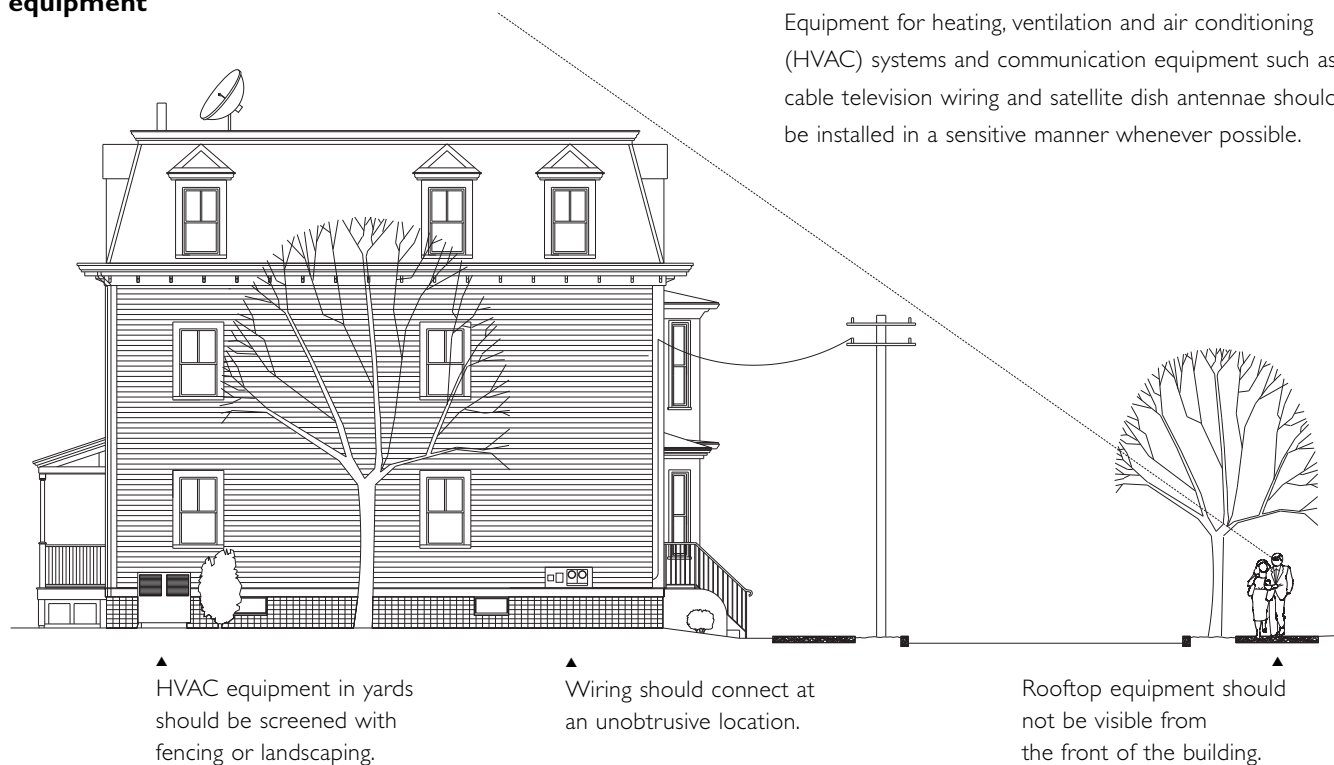 equipment
Equipment for heating, ventilation and air conditioning
(HVAC) systems and communication equipment such as
cable television wiring and satellite dish antennae should
be installed in a sensitive manner whenever possible.
HVAC equipment in yards
should be screened with
fencing or landscaping.
Wiring should connect at
an unobtrusive location.
Rooftop equipment should
not be visible from
the front of the building.